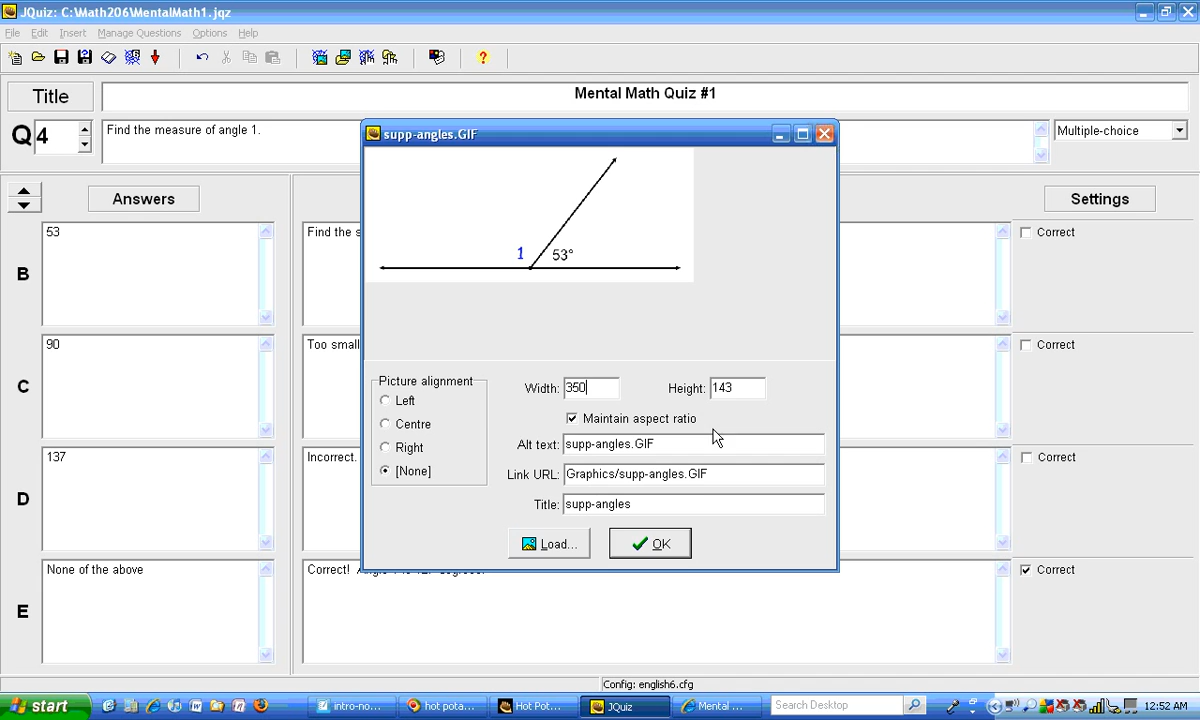 JQuiz: C:\Math206\MentalMath1.jqz
File Edit Insert Manage Questions Options Help
Title
Mental Math Quiz #1
Q 4
Find the measure of angle 1.
Multiple-choice
Answers
Settings
B
53
Find the s
Correct
C
90
Too small
Correct
D
137
Incorrect.
Correct
E
None of the above
Correct!
Correct
supp-angles.GIF
1
53°
Picture alignment
Left
Centre
Right
[None]
Width: 350
Height: 143
Maintain aspect ratio
Alt text: supp-angles.GIF
Link URL: Graphics/supp-angles.GIF
Title: supp-angles
Load...
OK
Config: english6.cfg
start
intro-no...
hot pota...
Hot Pot...
JQuiz
Mental ...
Search Desktop
12:52 AM